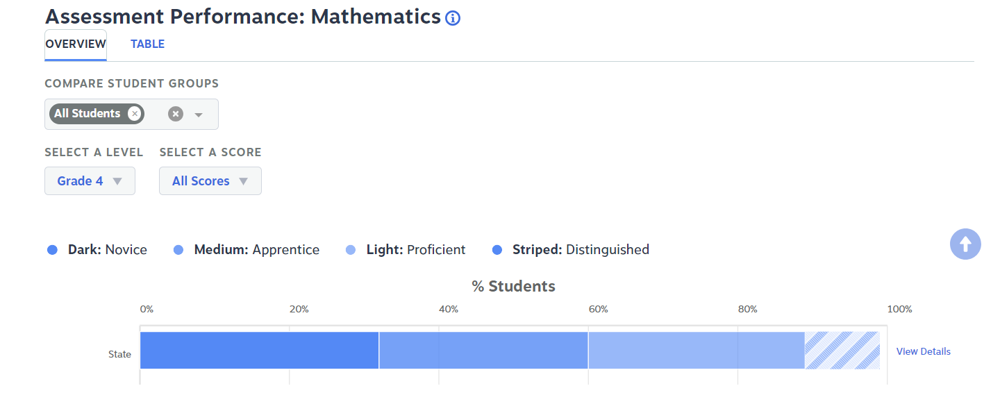 Assessment Performance: Mathematics
OVERVIEW TABLE
COMPARE STUDENT GROUPS
All Students
SELECT A LEVEL SELECT A SCORE
Grade 4 All Scores
Dark: Novice Medium: Apprentice Light: Proficient Striped: Distinguished
% Students
0% 20% 40% 60% 80% 100%
State View Details